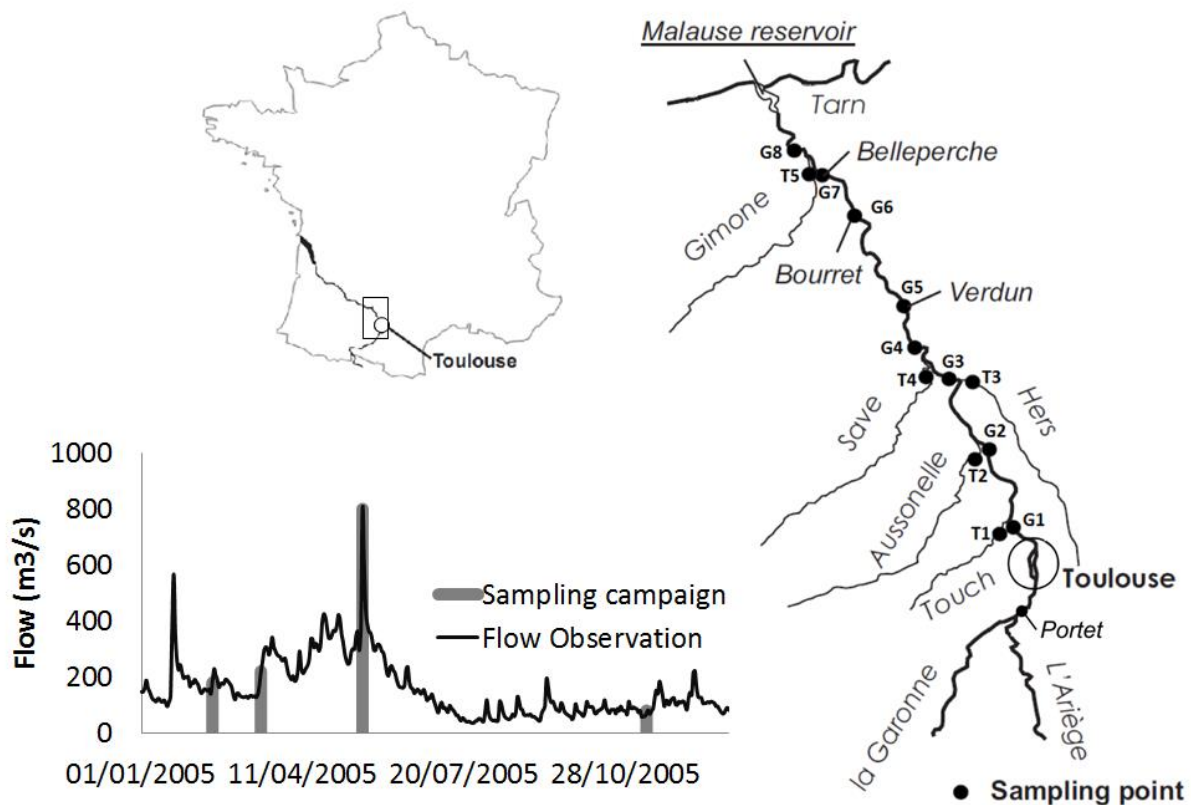 Toulouse
Malause reservoir
Tarn
G8
Belleperche
T5
G7
Gimone
G6
Bourret
G5
Verdun
G4
G3
T3
T4
Save
Hers
G2
T2
Aussonelle
G1
T1
Touch
Toulouse
Portet
la Garonne
L'Ariège
Sampling point
Flow (m3/s)
1000
800
600
400
200
0
Sampling campaign
Flow Observation
01/01/2005
11/04/2005
20/07/2005
28/10/2005